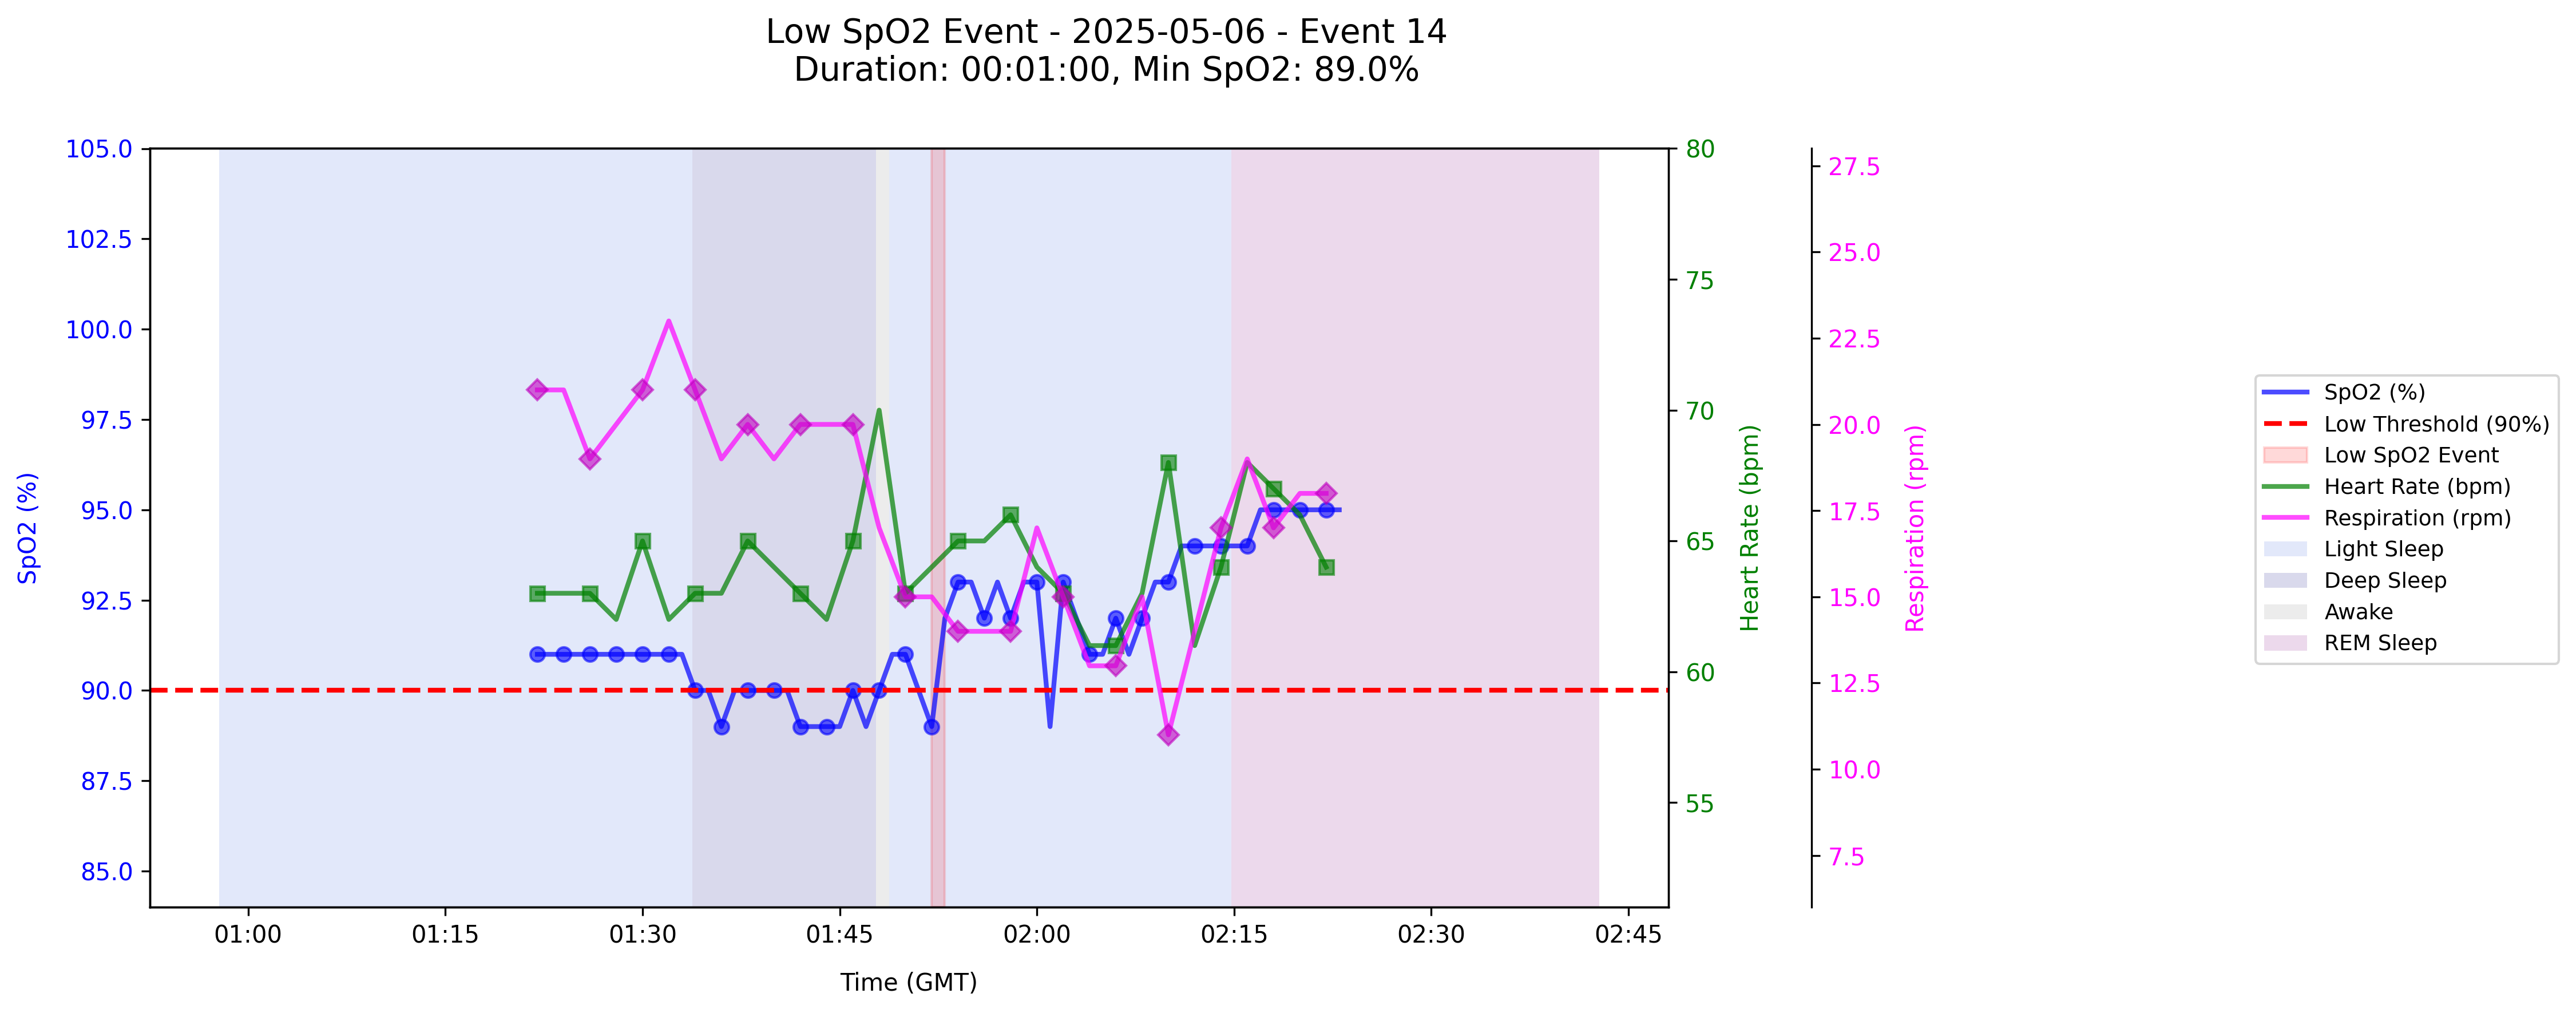 Low SpO2 Event - 2025-05-06 - Event 14
Duration: 00:01:00, Min SpO2: 89.0%
105.0
102.5
100.0
97.5
95.0
92.5
90.0
87.5
85.0
SpO2 (%)
80
75
70
65
60
55
Heart Rate (bpm)
27.5
25.0
22.5
20.0
17.5
15.0
12.5
10.0
7.5
Respiration (rpm)
SpO2 (%)
Low Threshold (90%)
Low SpO2 Event
Heart Rate (bpm)
Respiration (rpm)
Light Sleep
Deep Sleep
Awake
REM Sleep
01:00 01:15 01:30 01:45 02:00 02:15 02:30 02:45
Time (GMT)